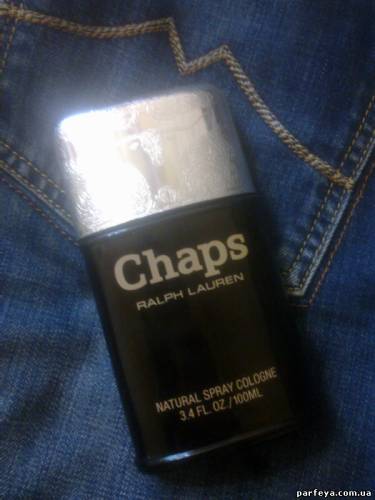 Chaps
RALPH LAUREN
NATURAL SPRAY COLOGNE
3.4 FL. OZ./100ML
parfeya.com.ua